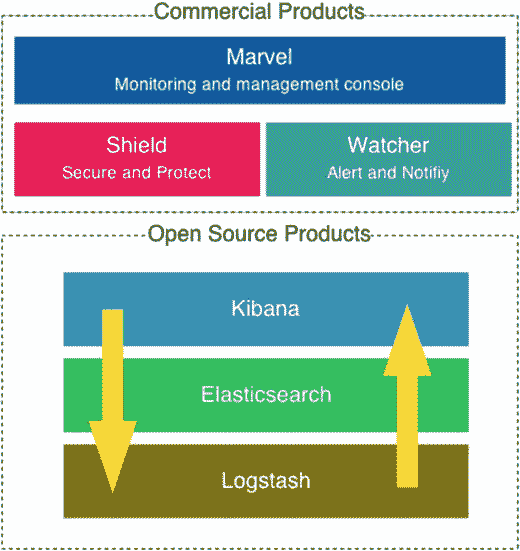 Commercial Products
Marvel
Monitoring and management console
Shield
Secure and Protect
Watcher
Alert and Notifiy
Open Source Products
Kibana
Elasticsearch
Logstash